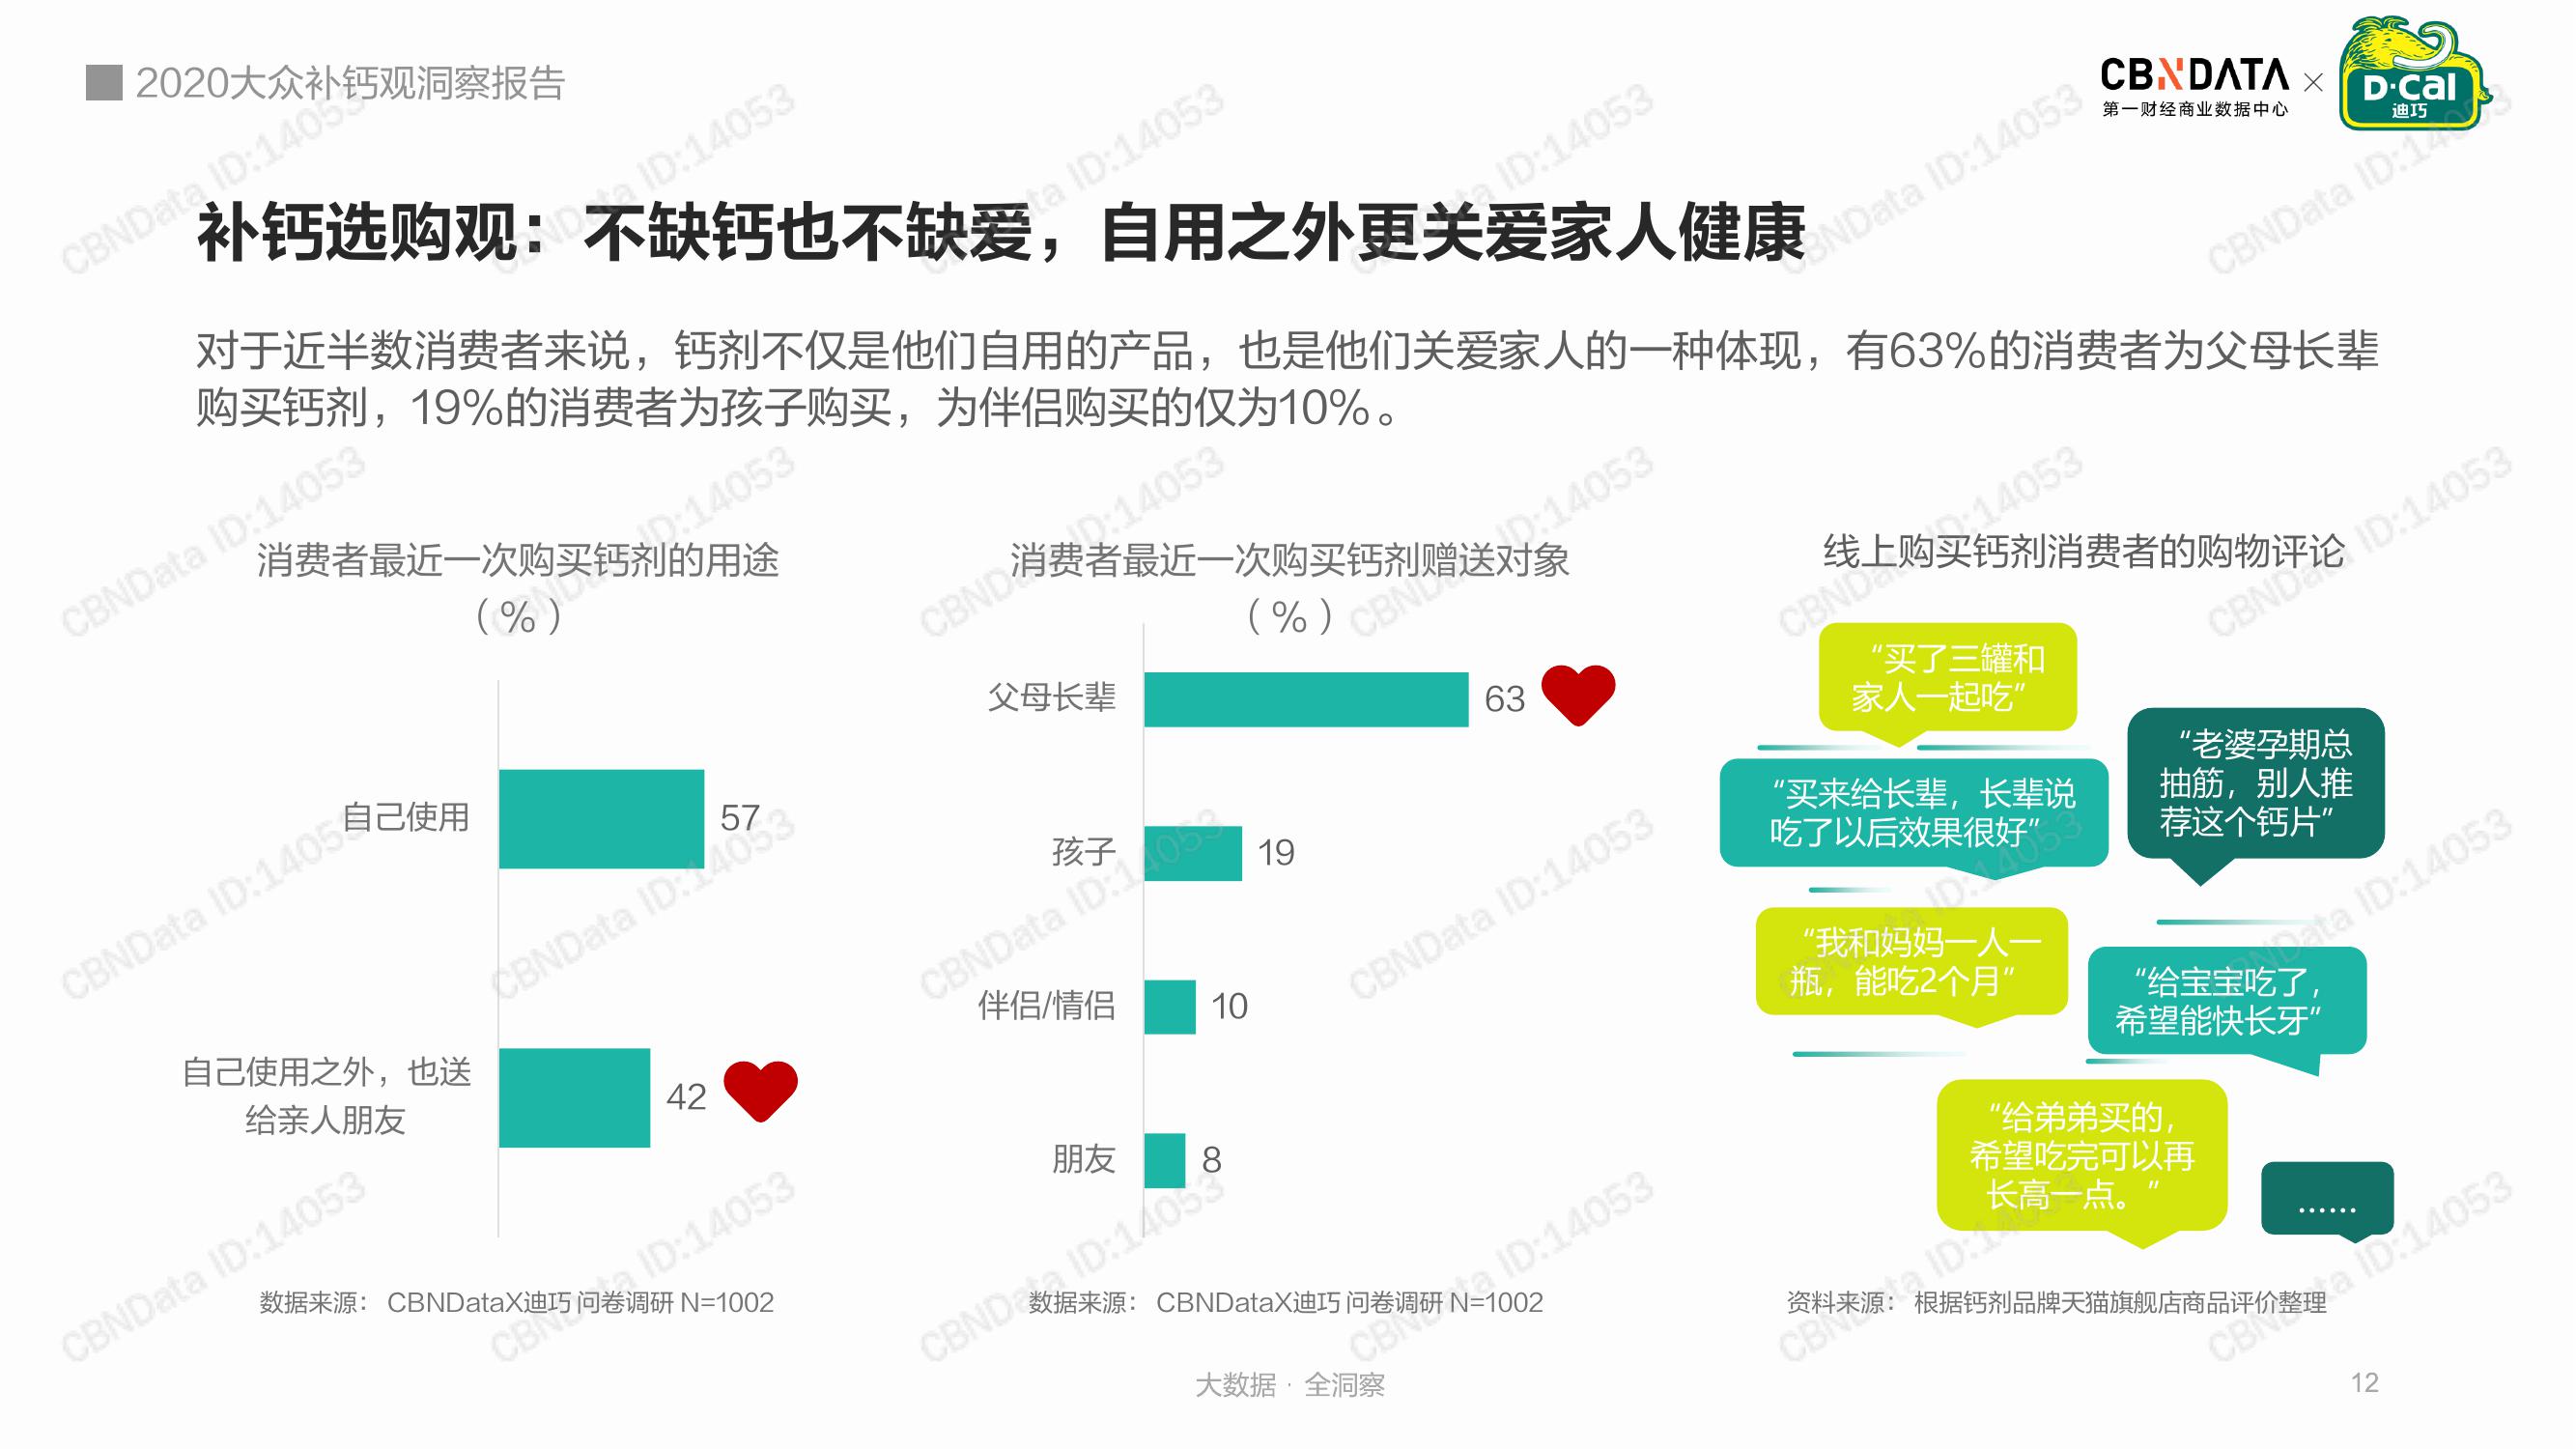 2020大众补钙观洞察报告
CBNDATA
第一财经商业数据中心
×
D·Cal
迪巧
补钙选购观：不缺钙也不缺爱，自用之外更关爱家人健康
对于近半数消费者来说，钙剂不仅是他们自用的产品，也是他们关爱家人的一种体现，有63%的消费者为父母长辈
购买钙剂，19%的消费者为孩子购买，为伴侣购买的仅为10%。
消费者最近一次购买钙剂的用途
（%）
自己使用
57
自己使用之外，也送
给亲人朋友
42
数据来源： CBNDataX迪巧 问卷调研 N=1002
消费者最近一次购买钙剂赠送对象
（%）
父母长辈
63
孩子
19
伴侣/情侣
10
朋友
8
数据来源： CBNDataX迪巧 问卷调研 N=1002
线上购买钙剂消费者的购物评论
“买了三罐和
家人一起吃”
“老婆孕期总
抽筋，别人推
荐这个钙片”
“买来给长辈，长辈说
吃了以后效果很好”
“我和妈妈一人一
瓶，能吃2个月”
“给宝宝吃了，
希望能快长牙”
“给弟弟买的，
希望吃完可以再
长高一点。”
……
资料来源： 根据钙剂品牌天猫旗舰店商品评价整理
大数据 · 全洞察
12
CBNData ID:14053